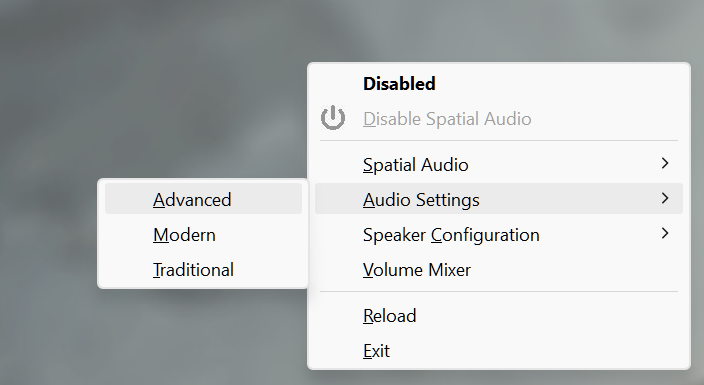 Disabled
Disable Spatial Audio
Spatial Audio
Audio Settings
Speaker Configuration
Volume Mixer
Reload
Exit
Advanced
Modern
Traditional